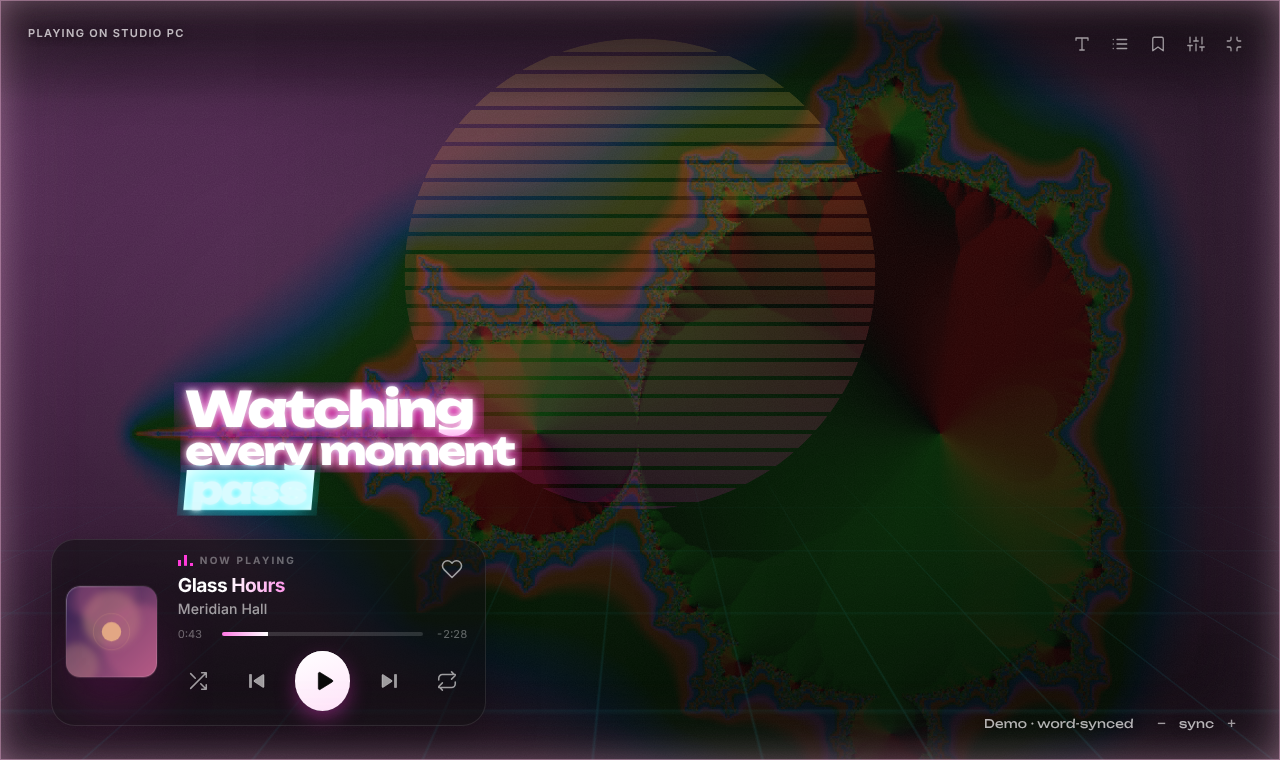 PLAYING ON STUDIO PC
Watching
every moment
pass
NOW PLAYING
Glass Hours
Meridian Hall
0:43
-2:28
Demo · word-synced − sync +